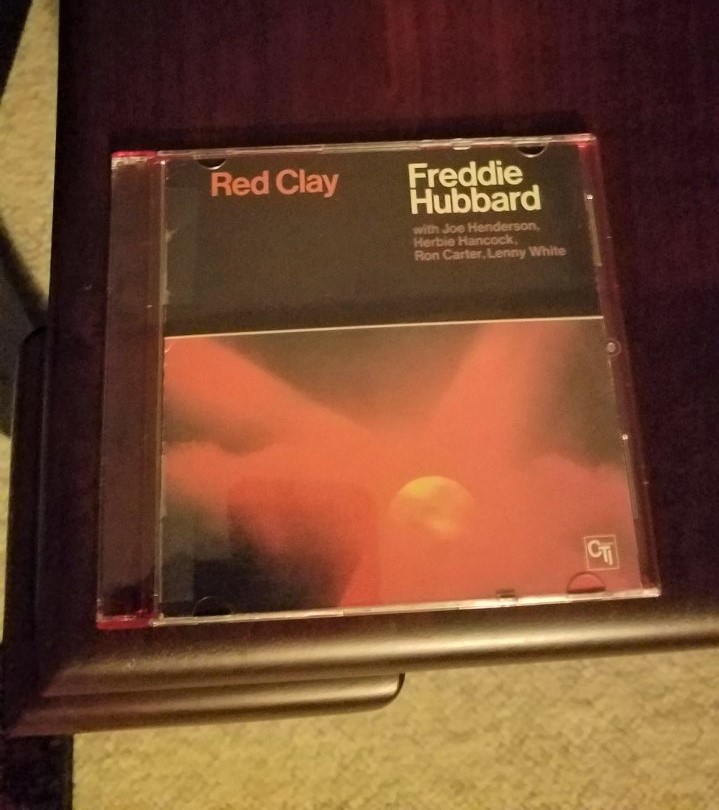 Red Clay
Freddie
Hubbard
with Joe Henderson,
Herbie Hancock,
Ron Carter, Lenny White
CTI